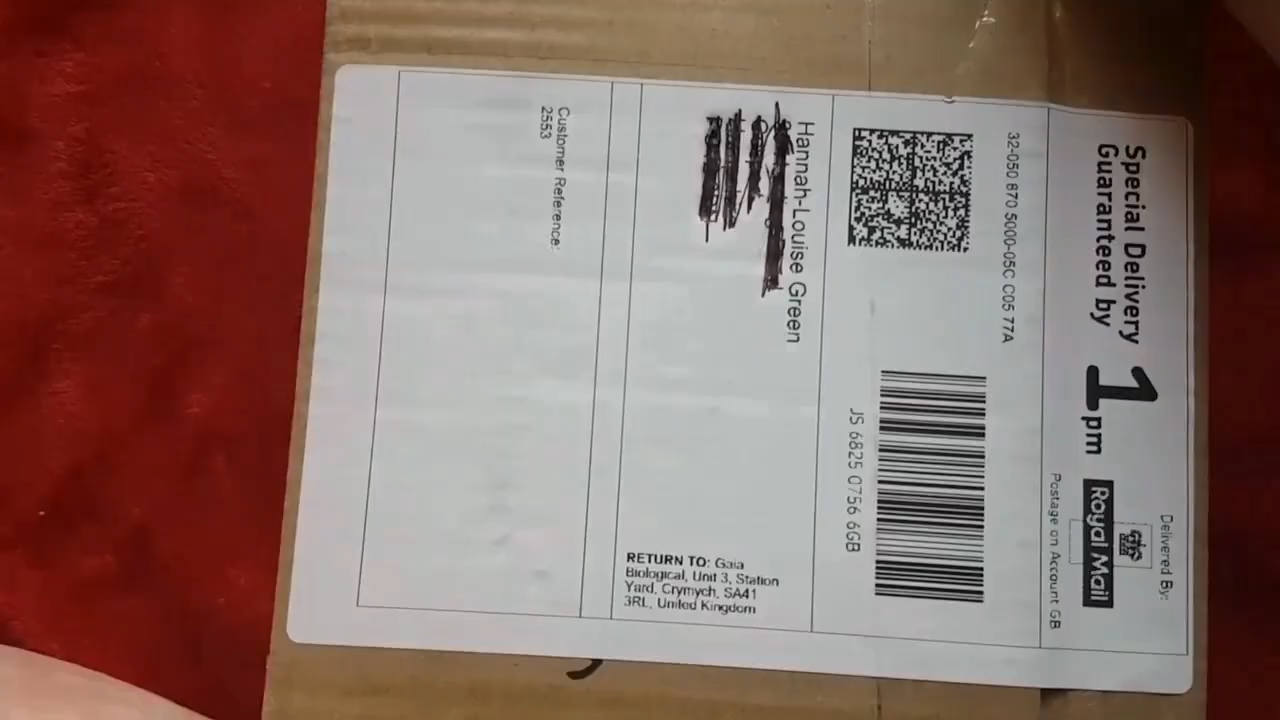 Delivered By:
Special Delivery
Guaranteed by
1pm
Royal Mail
Postage on Account GB
32-050 870 5000-05C C05 77A
JS 6825 0756 6GB
Hannah-Louise Green
RETURN TO: Gaia
Biological, Unit 3, Station
Yard, Crymych, SA41
3RL, United Kingdom
Customer Reference:
2553